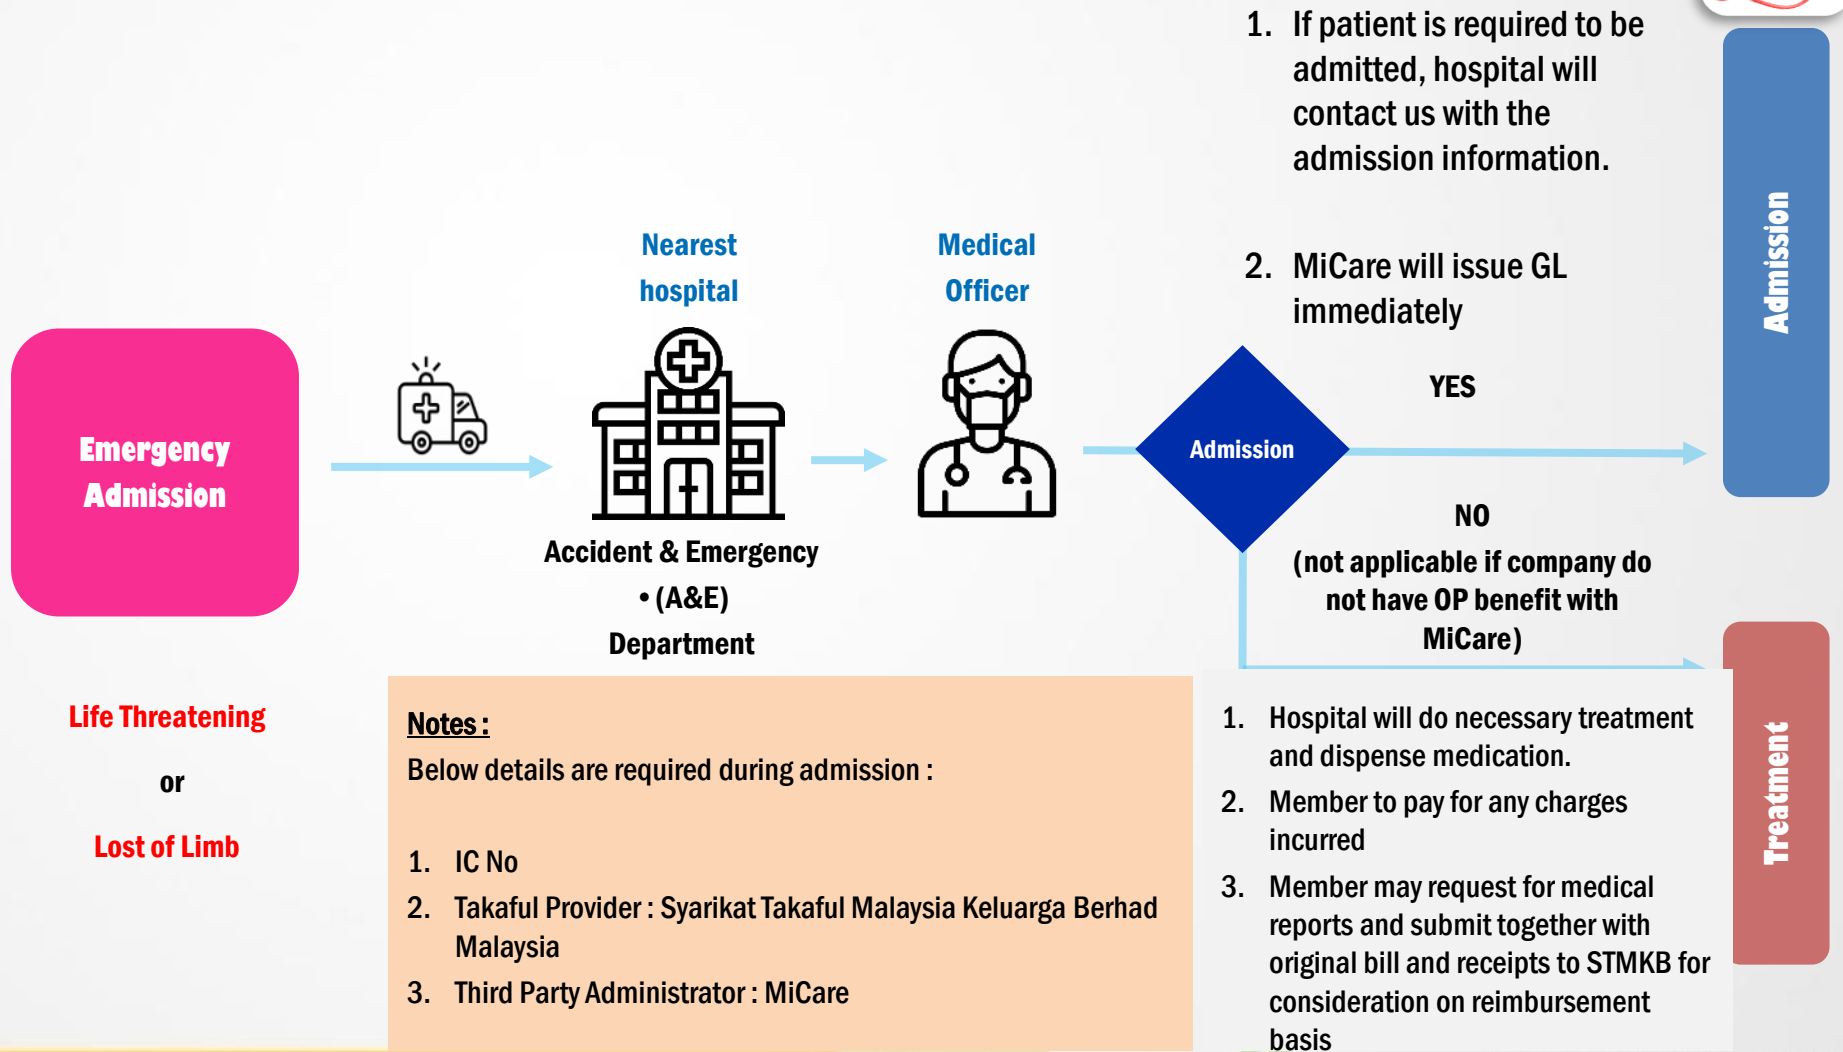 1. If patient is required to be
admitted, hospital will
contact us with the
admission information.
2. MiCare will issue GL
immediately
Admission
Nearest
hospital
Medical
Officer
Emergency
Admission
Accident & Emergency
• (A&E)
Department
Admission
YES
NO
(not applicable if company do
not have OP benefit with
MiCare)
Life Threatening
or
Lost of Limb
Notes :
Below details are required during admission :
1. IC No
2. Takaful Provider : Syarikat Takaful Malaysia Keluarga Berhad
Malaysia
3. Third Party Administrator : MiCare
1. Hospital will do necessary treatment
and dispense medication.
2. Member to pay for any charges
incurred
3. Member may request for medical
reports and submit together with
original bill and receipts to STMKB for
consideration on reimbursement
basis
Treatment